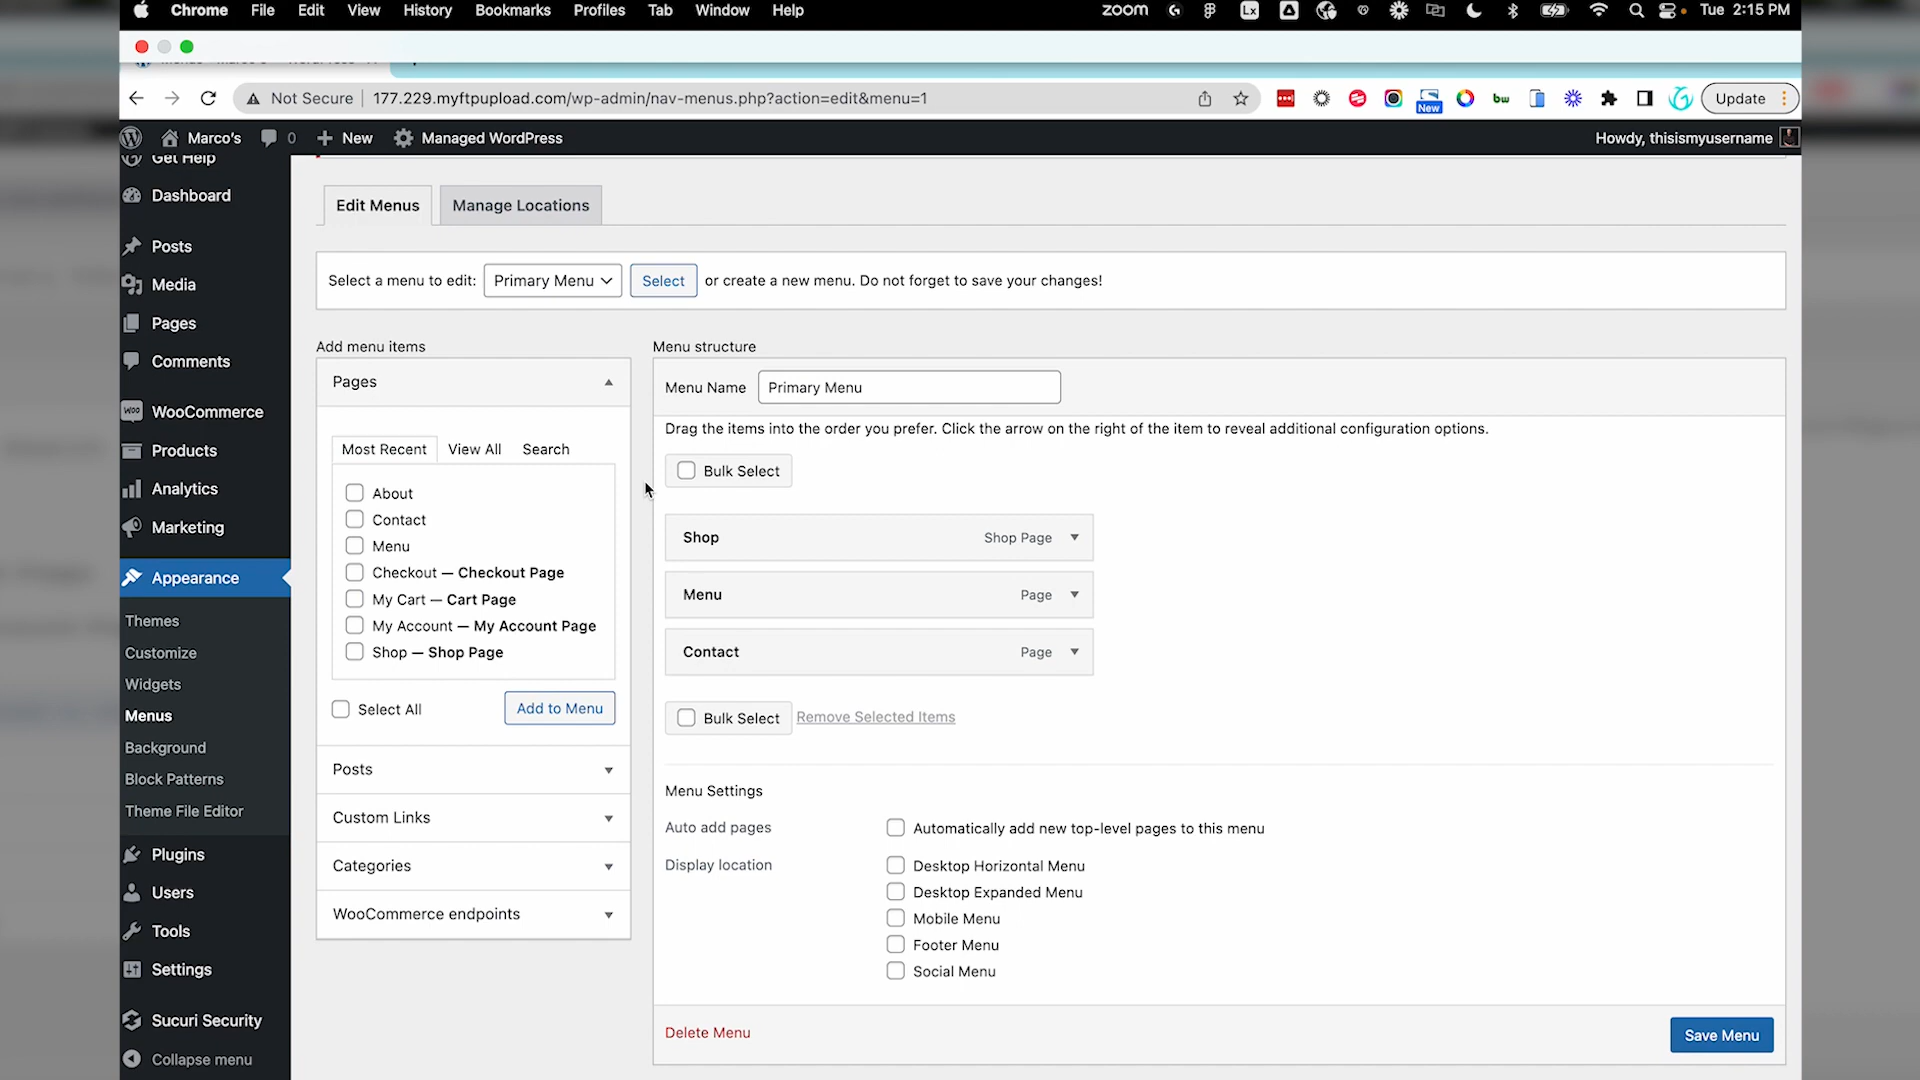 Chrome File Edit View History Bookmarks Profiles Tab Window Help zoom Tue 2:15 PM
Not Secure 177.229.myftpupload.com/wp-admin/nav-menus.php?action=edit&menu=1 New bw Update
Marco's 0 New Managed WordPress Howdy, thisismyusername
Get Help
Dashboard
Posts
Media
Pages
Comments
WooCommerce
Products
Analytics
Marketing
Appearance
Themes
Customize
Widgets
Menus
Background
Block Patterns
Theme File Editor
Plugins
Users
Tools
Settings
Sucuri Security
Collapse menu
Edit Menus Manage Locations
Select a menu to edit: Primary Menu Select or create a new menu. Do not forget to save your changes!
Add menu items
Pages
Most Recent View All Search
About
Contact
Menu
Checkout — Checkout Page
My Cart — Cart Page
My Account — My Account Page
Shop — Shop Page
Select All Add to Menu
Posts
Custom Links
Categories
WooCommerce endpoints
Menu structure
Menu Name Primary Menu
Drag the items into the order you prefer. Click the arrow on the right of the item to reveal additional configuration options.
Bulk Select
Shop Shop Page
Menu Page
Contact Page
Bulk Select Remove Selected Items
Menu Settings
Auto add pages Automatically add new top-level pages to this menu
Display location Desktop Horizontal Menu
Desktop Expanded Menu
Mobile Menu
Footer Menu
Social Menu
Delete Menu Save Menu